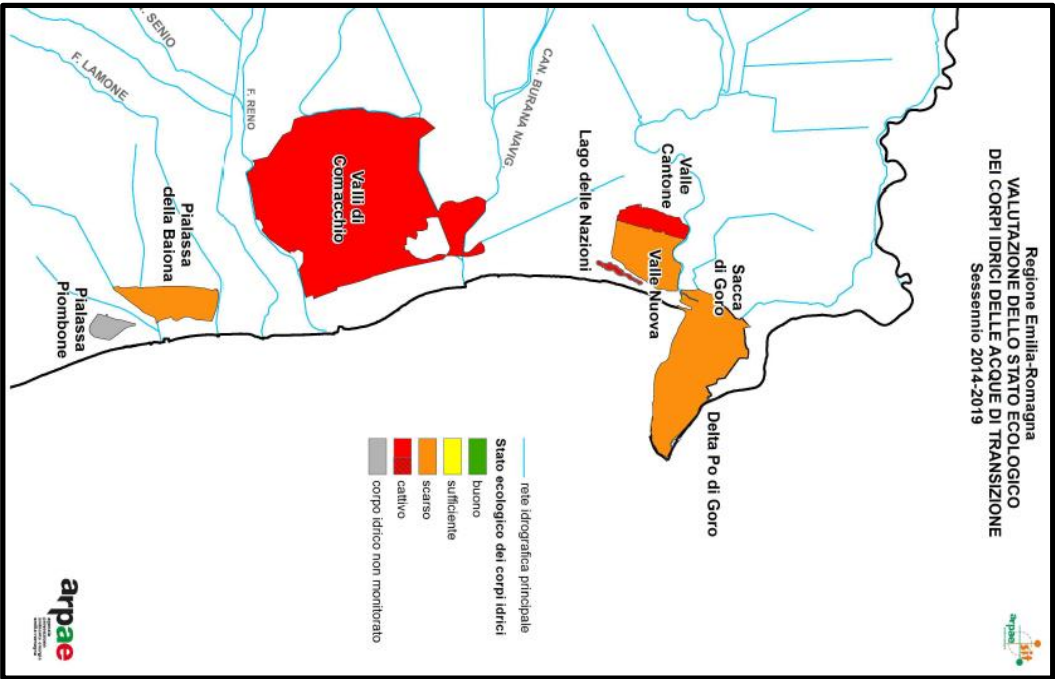 Regione Emilia-Romagna
VALUTAZIONE DELLO STATO ECOLOGICO
DEI CORPI IDRICI DELLE ACQUE DI TRANSIZIONE
Sessennio 2014-2019
sit
arpae
CAN. BURANA NAVIG.
SENIO
F. LAMONE
F. RENO
Valle
Cantone
Lago delle Nazioni
Valle Nuova
Sacca
di Goro
Delta Po di Goro
Valli di
Comacchio
Pialassa
della Baiona
Pialassa
Piombone
rete idrografica principale
Stato ecologico dei corpi idrici
buono
sufficiente
scarso
cattivo
corpo idrico non monitorato
arpae